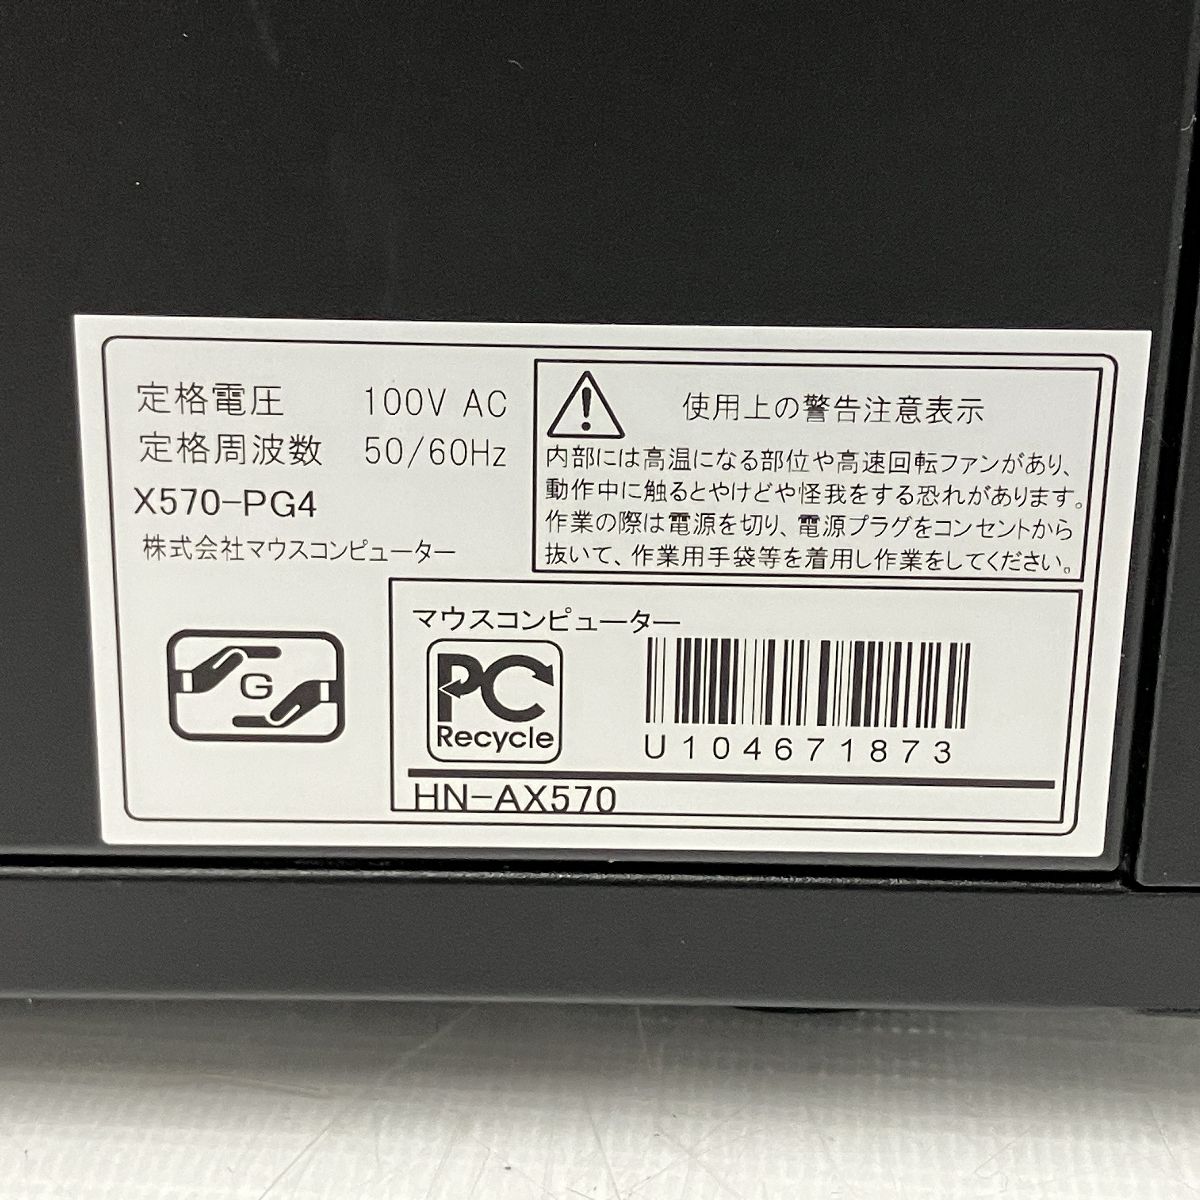 定格電圧 100V AC
定格周波数 50/60Hz
X570-PG4
株式会社マウスコンピューター
使用上の警告注意表示
内部には高温になる部位や高速回転ファンがあり、
動作中に触るとやけどや怪我をする恐れがあります。
作業の際は電源を切り、電源プラグをコンセントから
抜いて、作業用手袋等を着用し作業をしてください。
G
マウスコンピューター
PC
Recycle
U104671873
HN-AX570